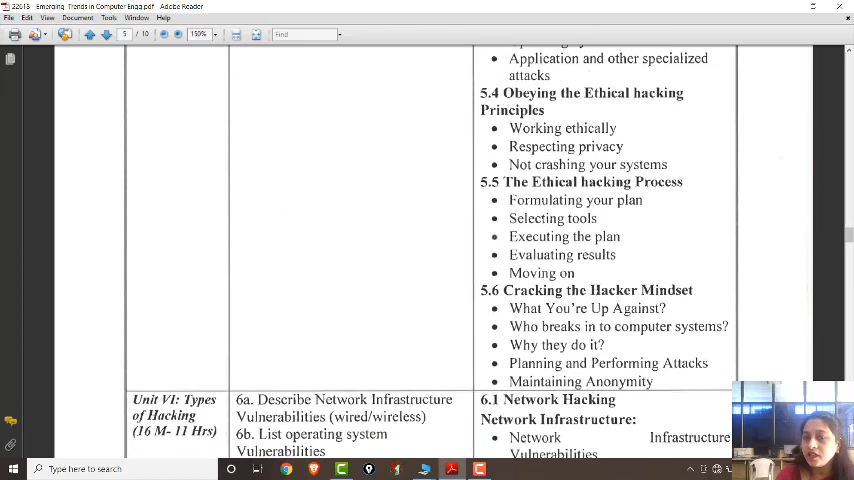 22618 - Emerging Trends in Computer Engg.pdf - Adobe Reader
File Edit View Document Tools Window Help
5 / 10 150% Find
Application and other specialized
attacks
5.4 Obeying the Ethical hacking
Principles
Working ethically
Respecting privacy
Not crashing your systems
5.5 The Ethical hacking Process
Formulating your plan
Selecting tools
Executing the plan
Evaluating results
Moving on
5.6 Cracking the Hacker Mindset
What You're Up Against?
Who breaks in to computer systems?
Why they do it?
Planning and Performing Attacks
Maintaining Anonymity
Unit VI: Types
of Hacking
(16 M- 11 Hrs)
6a. Describe Network Infrastructure
Vulnerabilities (wired/wireless)
6b. List operating system
Vulnerabilities
6.1 Network Hacking
Network Infrastructure:
Network Infrastructure
Vulnerabilities
Type here to search